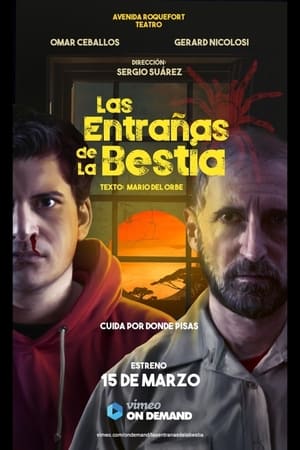 AVENIDA ROQUEFORT
TEATRO
OMAR CEBALLOS
GERARD NICOLOSI
DIRECCIÓN:
SERGIO SUÁREZ
Las
Entrañas
de La
Bestia
TEXTO: MARIO DEL ORBE
CUIDA POR DONDE PISAS
ESTRENO
15 DE MARZO
vimeo
ON DEMAND
vimeo.com/ondemand/lasentranasdelabestia